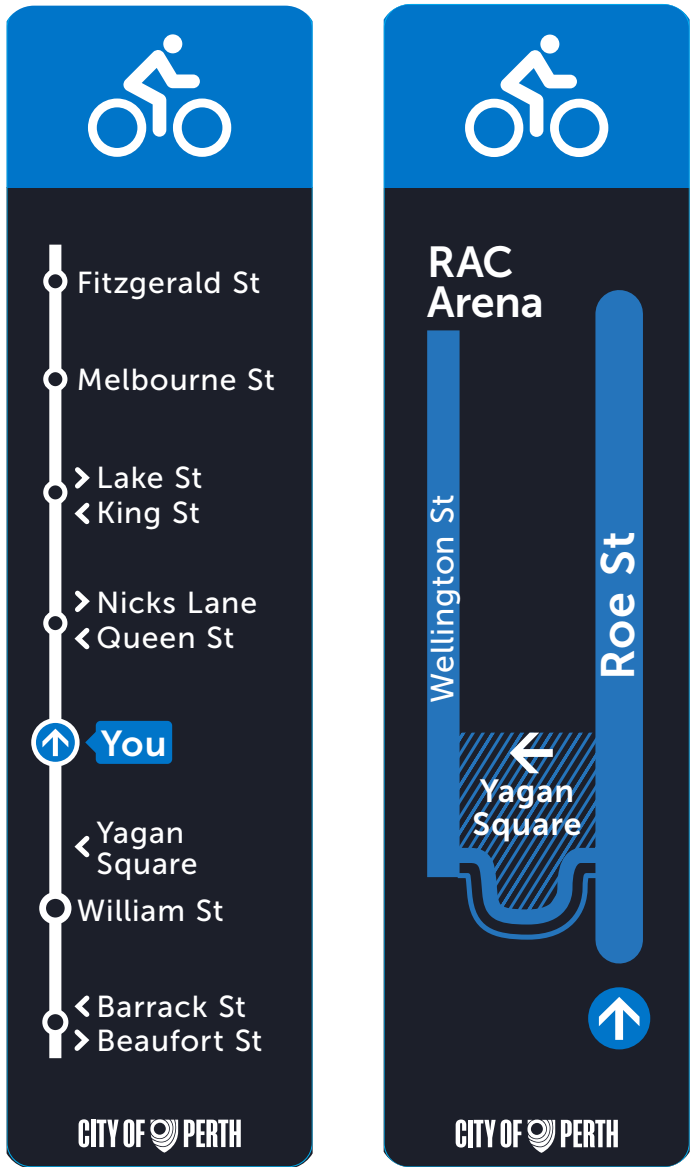 Fitzgerald St
Melbourne St
> Lake St
< King St
> Nicks Lane
< Queen St
You
< Yagan
Square
William St
< Barrack St
> Beaufort St
CITY OF PERTH
RAC
Arena
Wellington St
Roe St
Yagan
Square
CITY OF PERTH